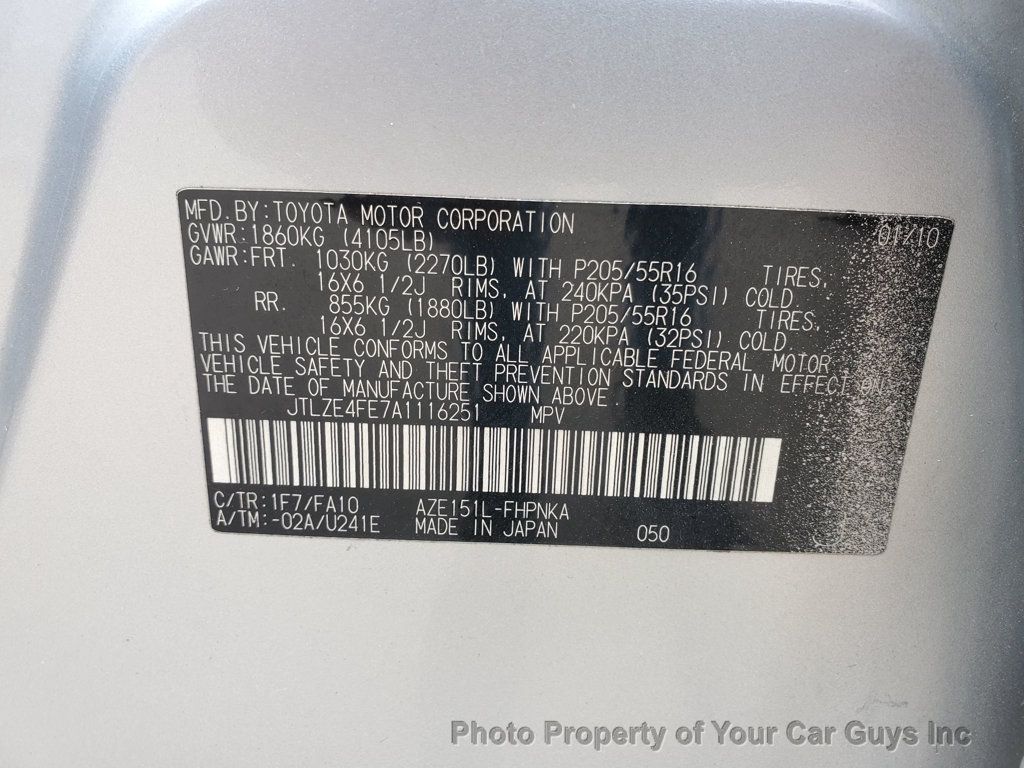 MFD.BY:TOYOTA MOTOR CORPORATION 01/10
GVWR:1860KG (4105LB)
GAWR:FRT. 1030KG (2270LB) WITH P205/55R16 TIRES,
16X6 1/2J RIMS, AT 240KPA (35PSI) COLD.
RR. 855KG (1880LB) WITH P205/55R16 TIRES,
16X6 1/2J RIMS, AT 220KPA (32PSI) COLD.
THIS VEHICLE CONFORMS TO ALL APPLICABLE FEDERAL MOTOR
VEHICLE SAFETY AND THEFT PREVENTION STANDARDS IN EFFECT ON
THE DATE OF MANUFACTURE SHOWN ABOVE.
JTLZE4FE7A1116251 MPV
C/TR:1F7/FA10 AZE151L-FHPNKA
A/TM:-02A/U241E MADE IN JAPAN 050
Photo Property of Your Car Guys Inc